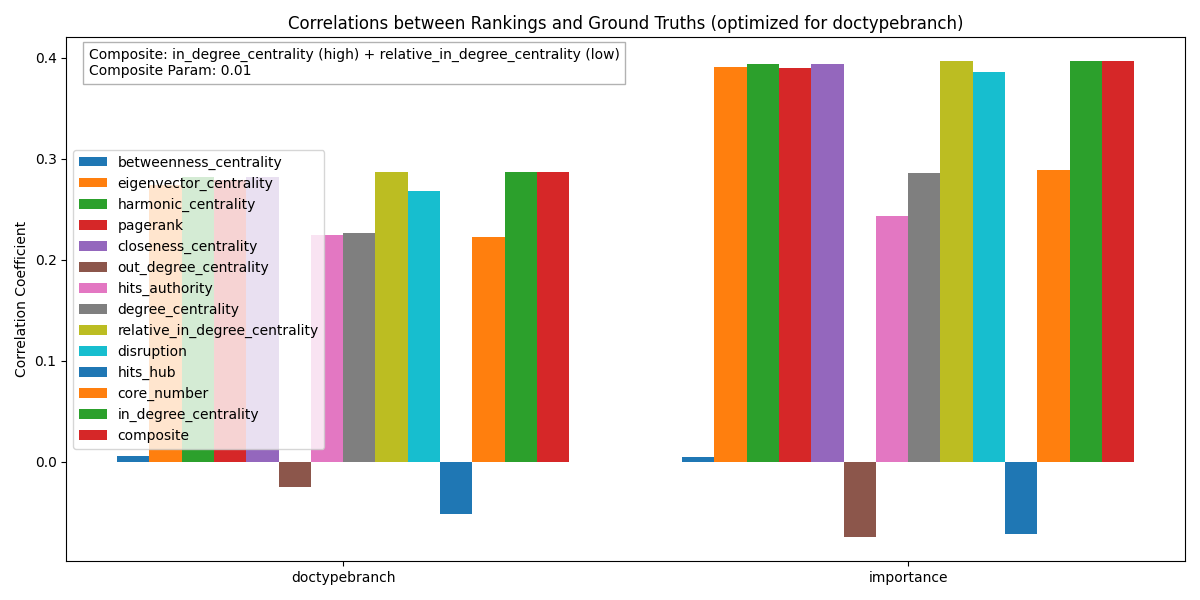 Correlations between Rankings and Ground Truths (optimized for doctypebranch)
Composite: in_degree_centrality (high) + relative_in_degree_centrality (low)
Composite Param: 0.01
Correlation Coefficient
0.4
0.3
0.2
0.1
0.0
betweenness_centrality
eigenvector_centrality
harmonic_centrality
pagerank
closeness_centrality
out_degree_centrality
hits_authority
degree_centrality
relative_in_degree_centrality
disruption
hits_hub
core_number
in_degree_centrality
composite
doctypebranch
importance